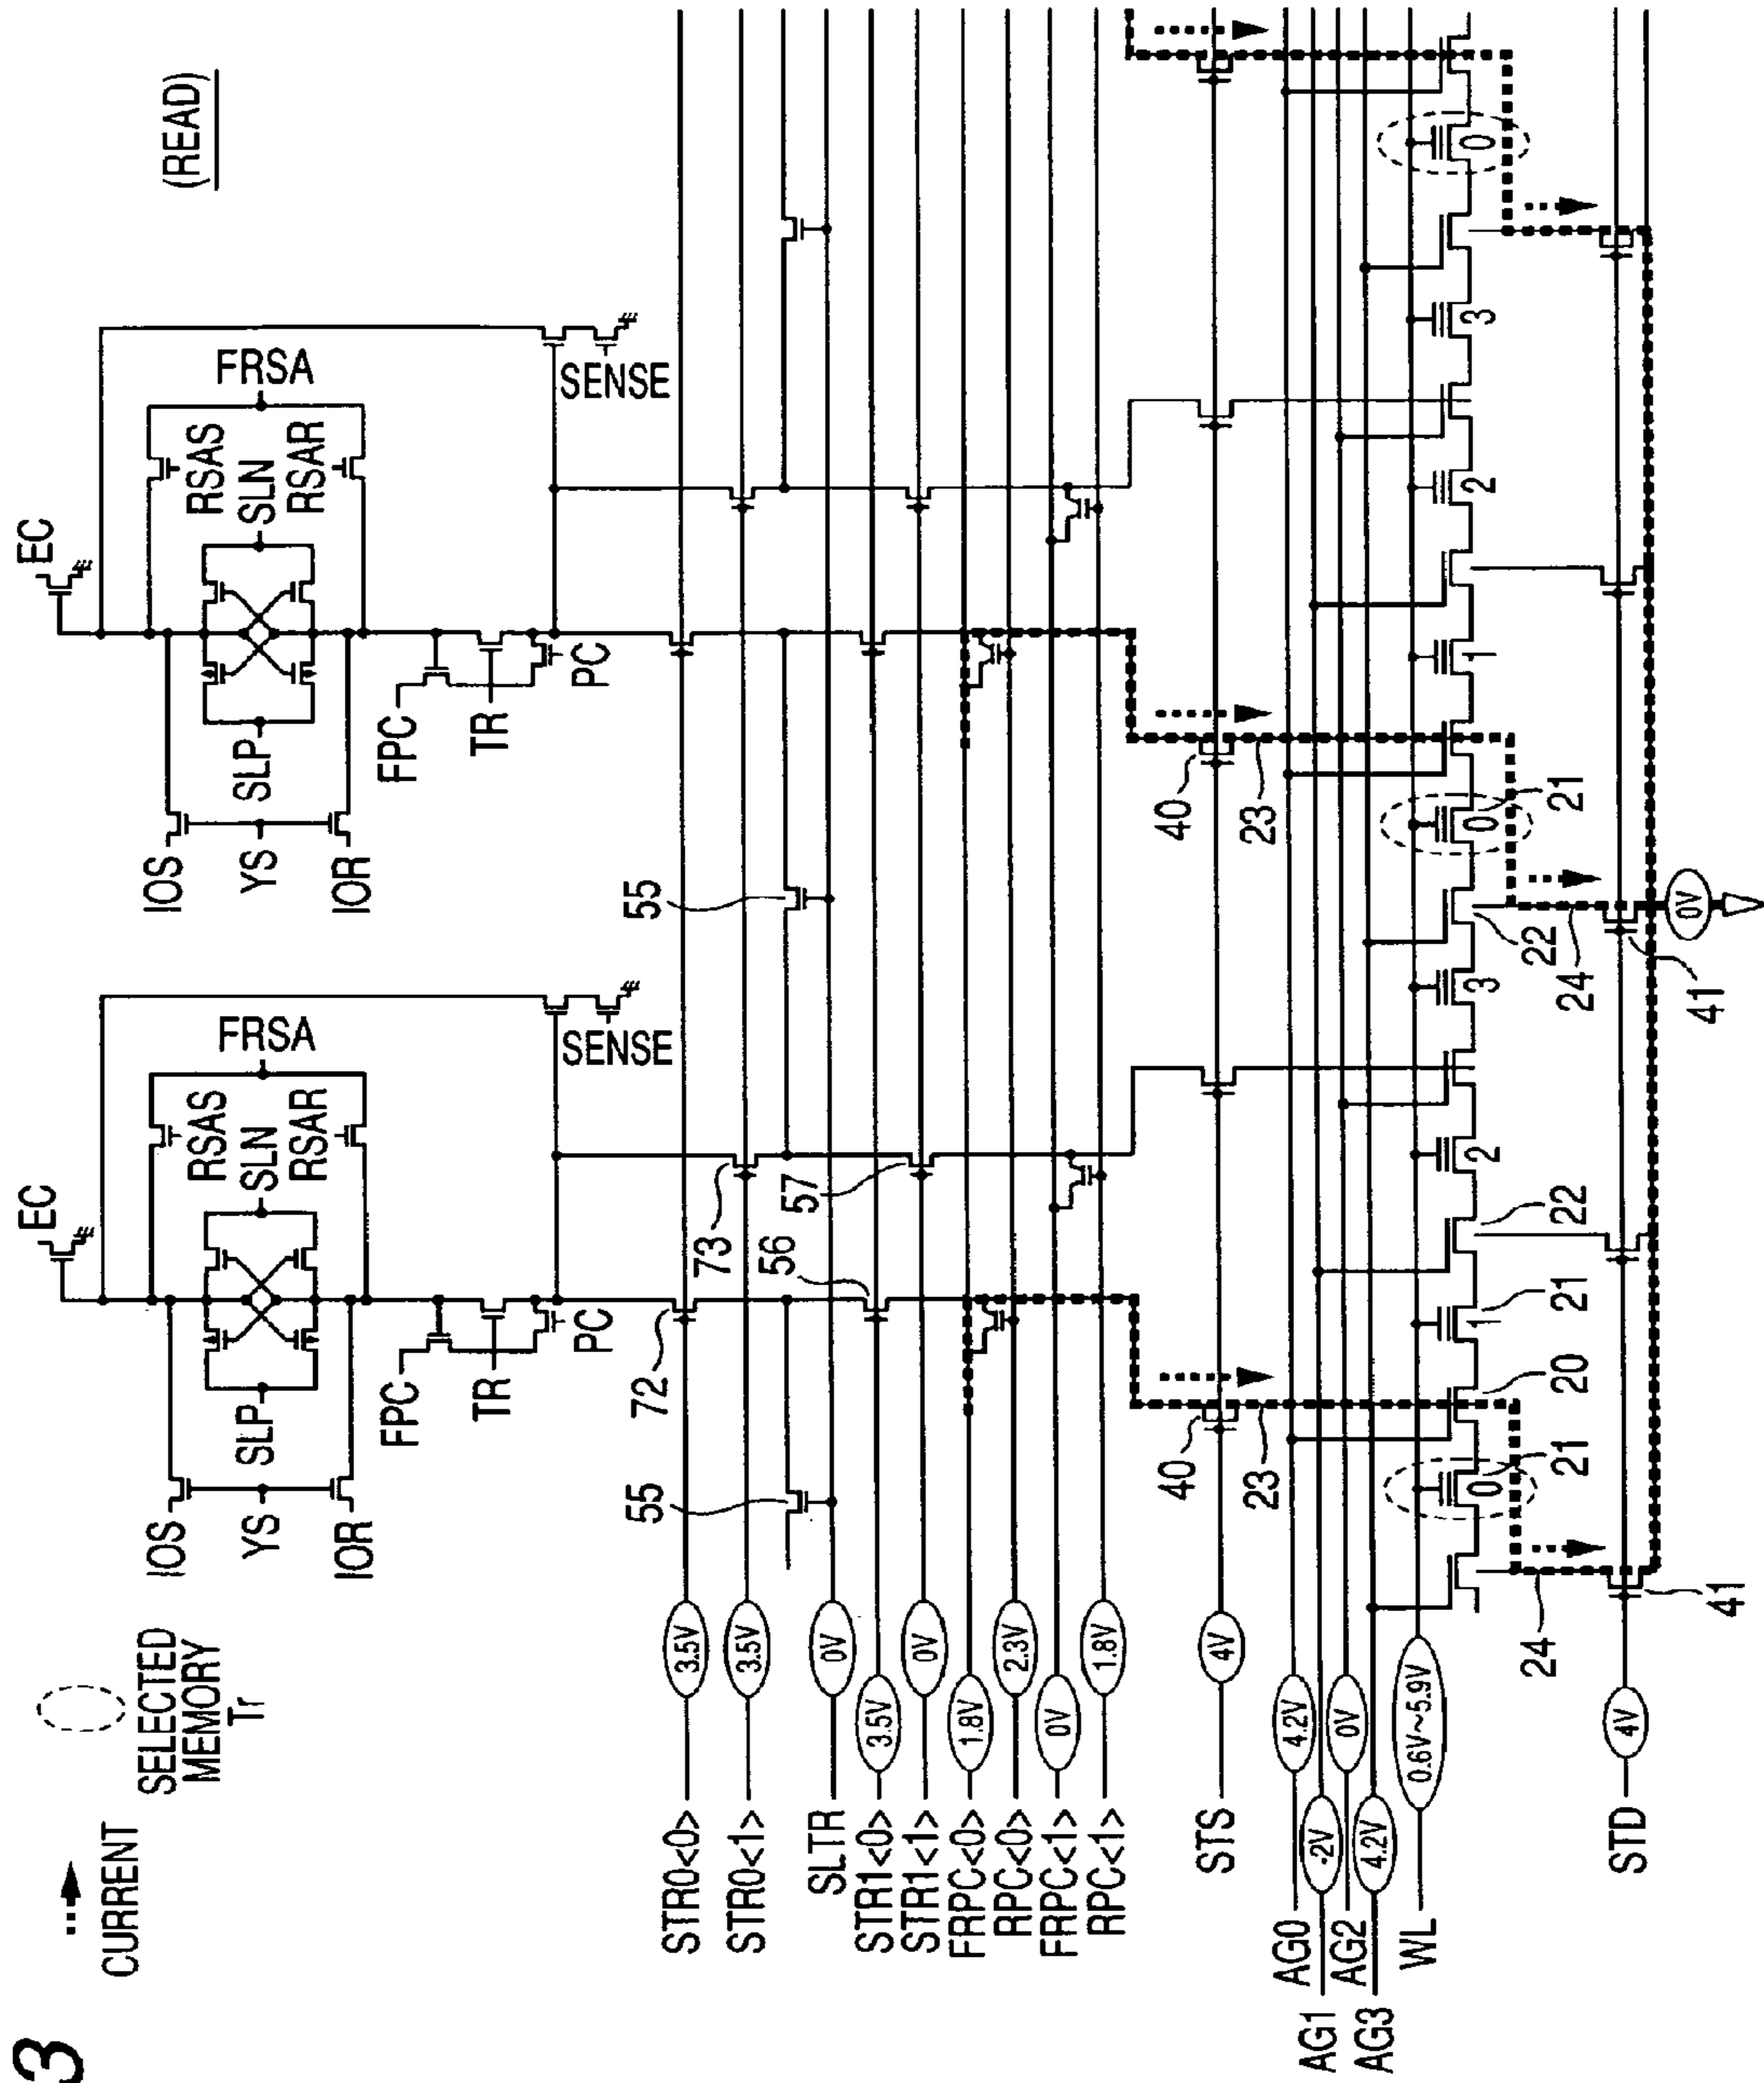 3
CURRENT
SELECTED
MEMORY
Tr
(READ)
EC
IOS
YS
IOR
SLP
FRSA
RSAS
SLN
RSAR
FPC
TR
PC
SENSE
EC
IOS
YS
IOR
SLP
FRSA
RSAS
SLN
RSAR
FPC
TR
PC
SENSE
72
73
55
55
56
57
STR0<0> 3.5V
STR0<1> 3.5V
SLTR 0V
STR1<0> 3.5V
STR1<1> 0V
FRPC<0> 1.8V
RPC<0> 2.3V
FRPC<1> 0V
RPC<1> 1.8V
STS 4V
40
40
23
23
AG0 4.2V
AG1 -2V
AG2 0V
AG3 4.2V
WL 0.6V~5.9V
0 1 2 3 0 1 2 3 0
24
21
20
21
22
22
24
21
41
41
STD 4V
0V